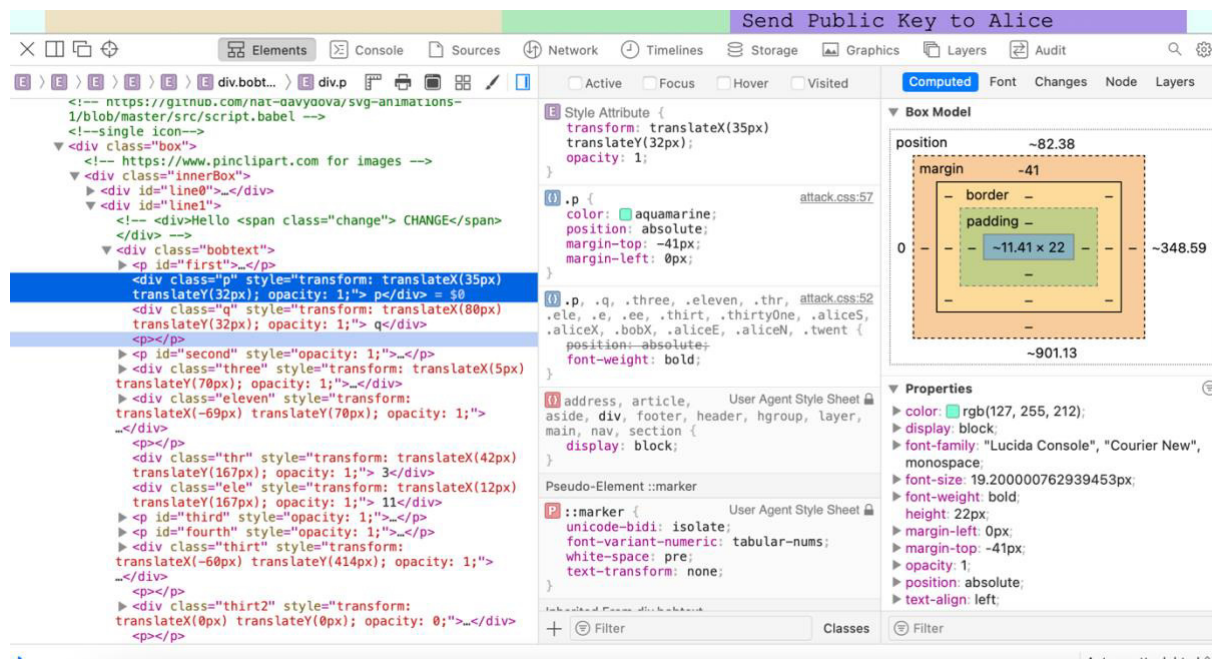 Send Public Key to Alice
Elements Console Sources Network Timelines Storage Graphics Layers Audit
E E E E E E div.bobt... E div.p
<!-- https://github.com/nat-davydova/svg-animations-
1/blob/master/src/script.babel -->
<!--single icon-->
▼ <div class="box">
<!-- https://www.pinclipart.com for images -->
▼ <div class="innerBox">
▶ <div id="line0">…</div>
▼ <div id="line1">
<!-- <div>Hello <span class="change"> CHANGE</span>
</div> -->
▼ <div class="bobtext">
▶ <p id="first">…</p>
<div class="p" style="transform: translateX(35px)
translateY(32px); opacity: 1;"> p</div> = $0
<div class="q" style="transform: translateX(80px)
translateY(32px); opacity: 1;"> q</div>
<p></p>
▶ <p id="second" style="opacity: 1;">…</p>
▶ <div class="three" style="transform: translateX(5px)
translateY(70px); opacity: 1;">…</div>
▶ <div class="eleven" style="transform:
translateX(-69px) translateY(70px); opacity: 1;">
…</div>
<p></p>
<div class="thr" style="transform: translateX(42px)
translateY(167px); opacity: 1;"> 3</div>
<div class="ele" style="transform: translateX(12px)
translateY(167px); opacity: 1;"> 11</div>
▶ <p id="third" style="opacity: 1;">…</p>
▶ <p id="fourth" style="opacity: 1;">…</p>
▶ <div class="thirt" style="transform:
translateX(-60px) translateY(414px); opacity: 1;">
…</div>
<p></p>
▶ <div class="thirt2" style="transform:
translateX(0px) translateY(0px); opacity: 0;">…</div>
<p></p>
Active Focus Hover Visited
E Style Attribute {
transform: translateX(35px)
translateY(32px);
opacity: 1;
}
.p { attack.css:57
color: aquamarine;
position: absolute;
margin-top: -41px;
margin-left: 0px;
}
.p, .q, .three, .eleven, .thr, attack.css:52
.ele, .e, .ee, .thirt, .thirtyOne, .aliceS,
.aliceX, .bobX, .aliceE, .aliceN, .twent {
position: absolute;
font-weight: bold;
}
address, article, User Agent Style Sheet
aside, div, footer, header, hgroup, layer,
main, nav, section {
display: block;
}
Pseudo-Element ::marker
P ::marker { User Agent Style Sheet
unicode-bidi: isolate;
font-variant-numeric: tabular-nums;
white-space: pre;
text-transform: none;
}
Inherited From div.bobtext
Filter Classes
Computed Font Changes Node Layers
▼ Box Model
position ~82.38
margin -41
border –
padding –
0 – – – ~11.41 × 22 – – – ~348.59
–
–
–
~901.13
▼ Properties
▶ color: rgb(127, 255, 212);
▶ display: block;
▶ font-family: "Lucida Console", "Courier New",
monospace;
▶ font-size: 19.200000762939453px;
▶ font-weight: bold;
height: 22px;
▶ margin-left: 0px;
▶ margin-top: -41px;
▶ opacity: 1;
▶ position: absolute;
▶ text-align: left;
Filter